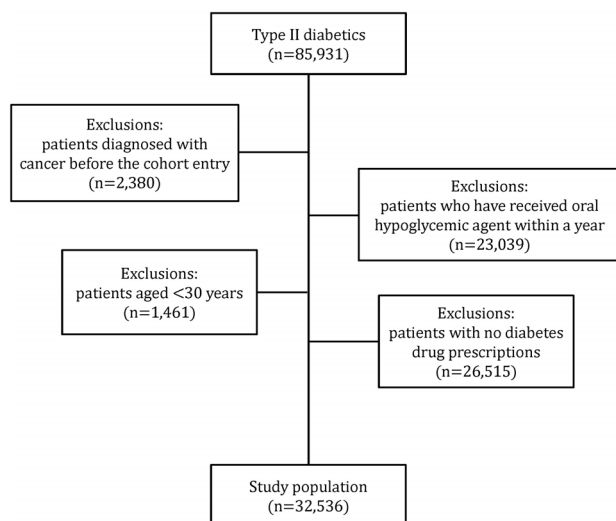 Type II diabetics
(n=85,931)
Exclusions:
patients diagnosed with
cancer before the cohort entry
(n=2,380)
Exclusions:
patients who have received oral
hypoglycemic agent within a year
(n=23,039)
Exclusions:
patients aged <30 years
(n=1,461)
Exclusions:
patients with no diabetes
drug prescriptions
(n=26,515)
Study population
(n=32,536)